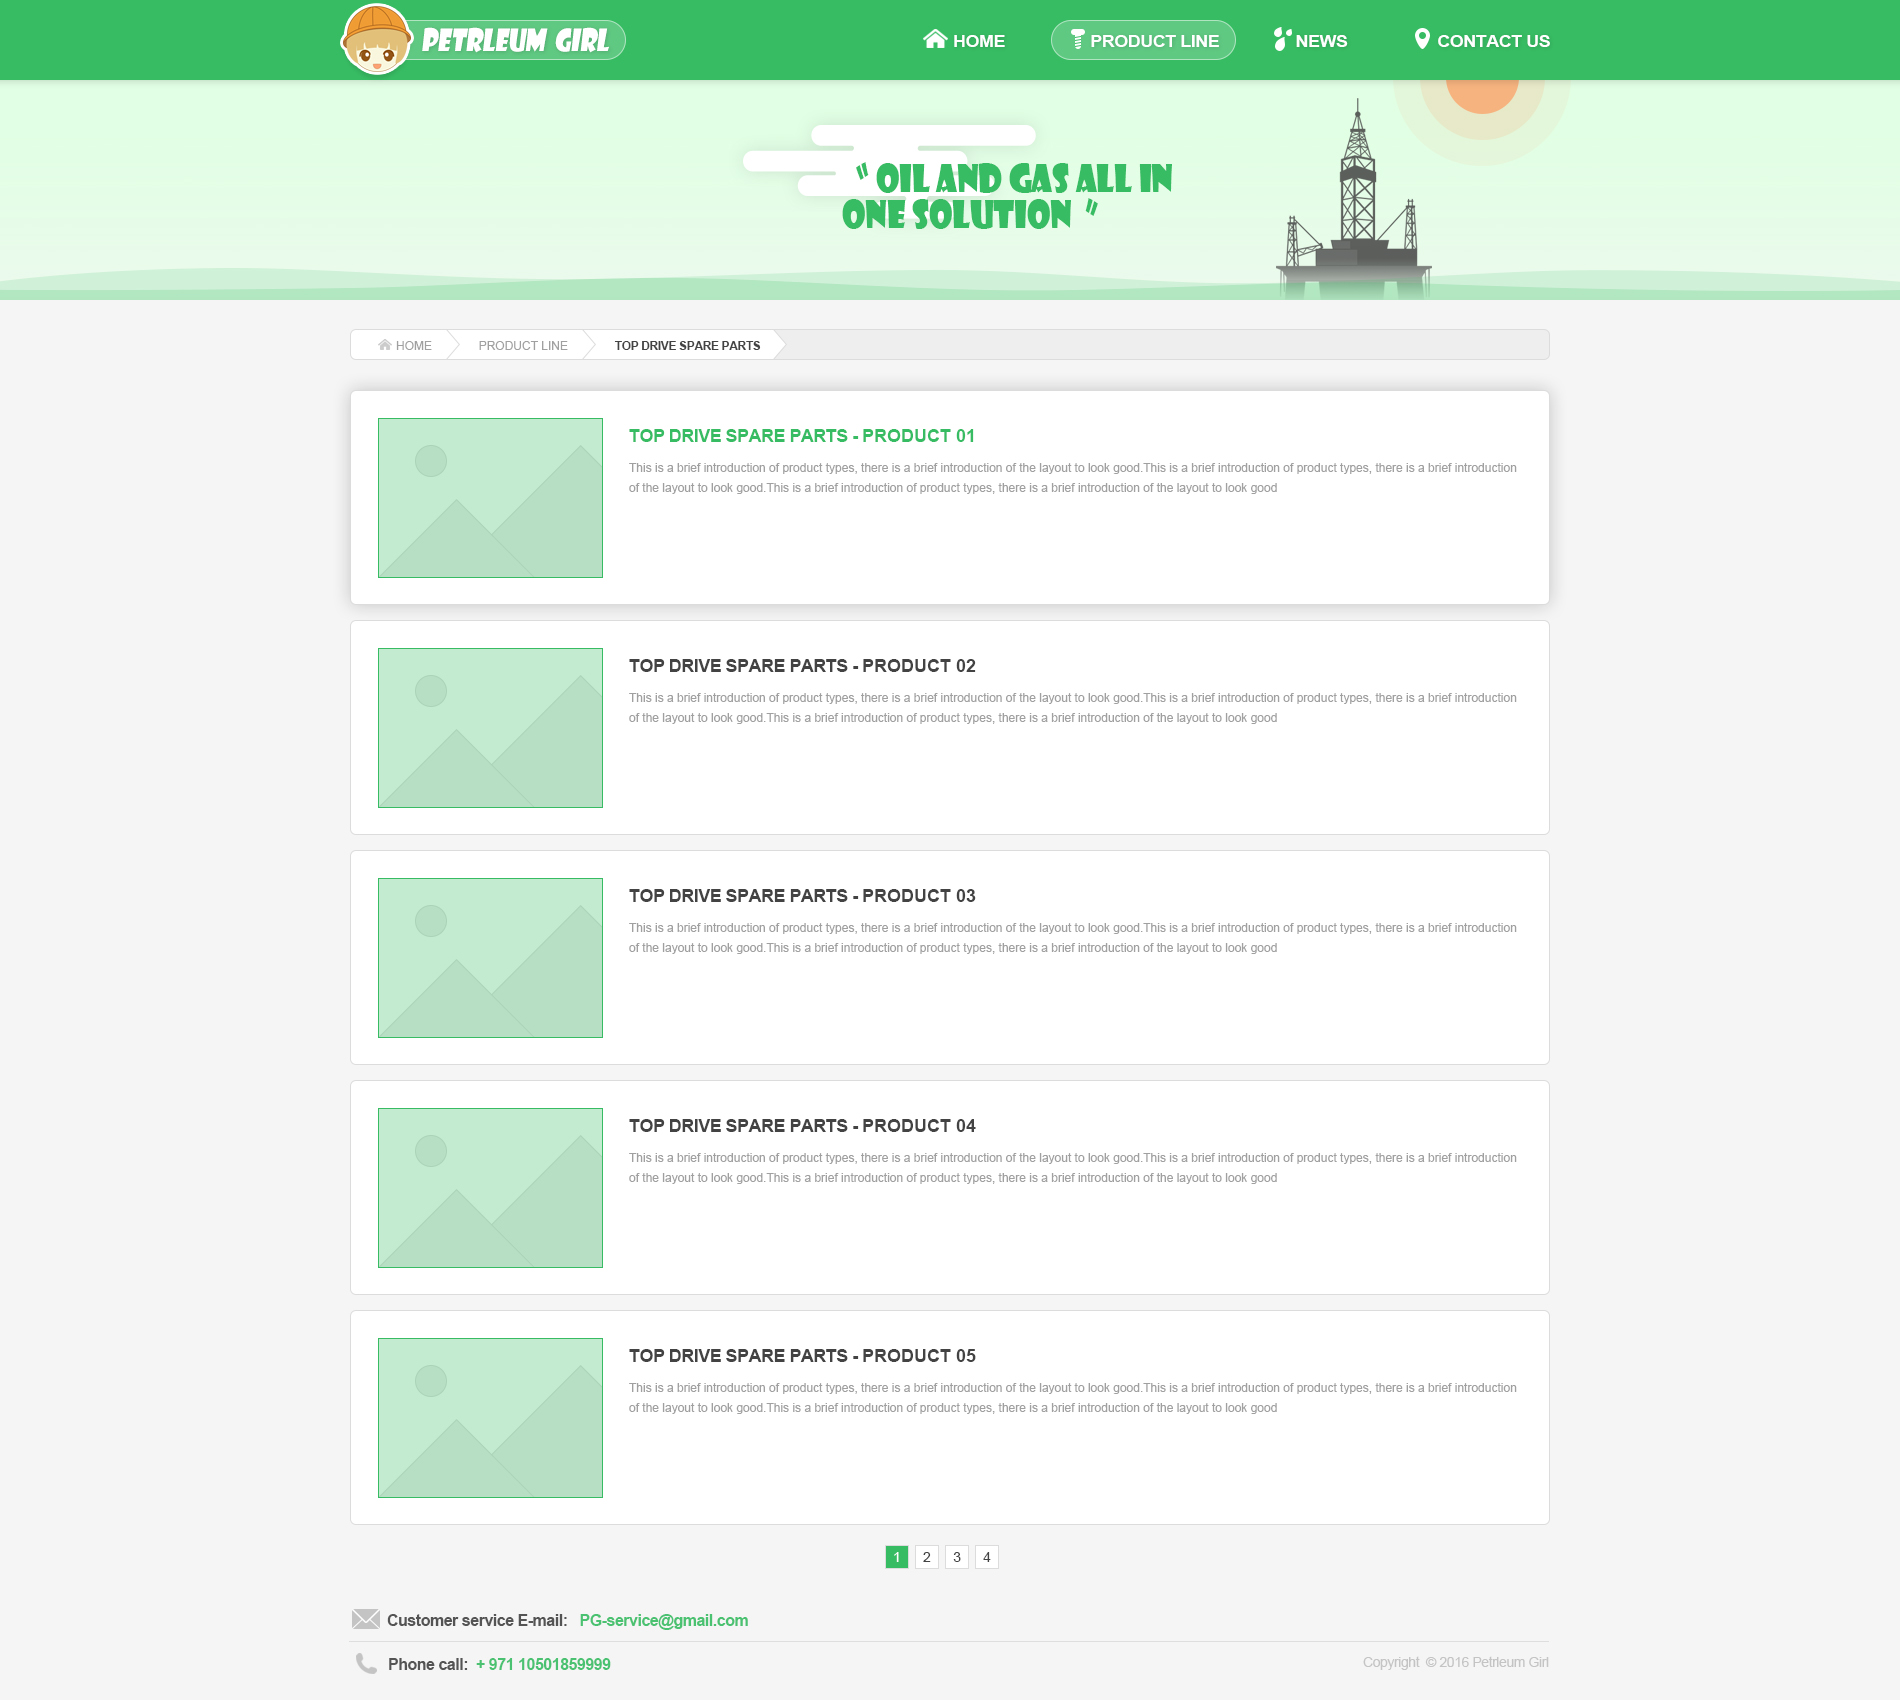 PETRLEUM GIRL
HOME
PRODUCT LINE
NEWS
CONTACT US
" OIL AND GAS ALL IN
ONE SOLUTION "
HOME
PRODUCT LINE
TOP DRIVE SPARE PARTS
TOP DRIVE SPARE PARTS - PRODUCT 01
This is a brief introduction of product types, there is a brief introduction of the layout to look good.This is a brief introduction of product types, there is a brief introduction
of the layout to look good.This is a brief introduction of product types, there is a brief introduction of the layout to look good
TOP DRIVE SPARE PARTS - PRODUCT 02
This is a brief introduction of product types, there is a brief introduction of the layout to look good.This is a brief introduction of product types, there is a brief introduction
of the layout to look good.This is a brief introduction of product types, there is a brief introduction of the layout to look good
TOP DRIVE SPARE PARTS - PRODUCT 03
This is a brief introduction of product types, there is a brief introduction of the layout to look good.This is a brief introduction of product types, there is a brief introduction
of the layout to look good.This is a brief introduction of product types, there is a brief introduction of the layout to look good
TOP DRIVE SPARE PARTS - PRODUCT 04
This is a brief introduction of product types, there is a brief introduction of the layout to look good.This is a brief introduction of product types, there is a brief introduction
of the layout to look good.This is a brief introduction of product types, there is a brief introduction of the layout to look good
TOP DRIVE SPARE PARTS - PRODUCT 05
This is a brief introduction of product types, there is a brief introduction of the layout to look good.This is a brief introduction of product types, there is a brief introduction
of the layout to look good.This is a brief introduction of product types, there is a brief introduction of the layout to look good
1 2 3 4
Customer service E-mail: PG-service@gmail.com
Phone call: + 971 10501859999
Copyright © 2016 Petrleum Girl